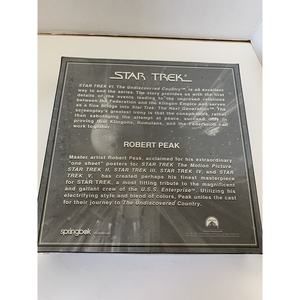 STAR TREK
STAR TREK VI, The Undiscovered Country™ is an excellent
way to end the series. The story provides us with the first
details of the events leading to the improved relations
between the Federation and the Klingon Empire and serves
as a fine bridge into Star Trek: The Next Generation®. The
screenplay's greatest irony is that the conspirators, rather
than sabotaging the attempt at peace, succeed only in
proving that Klingons, Romulans, and the Federation can
work together.
ROBERT PEAK
Master artist Robert Peak, acclaimed for his extraordinary
"one sheet" posters for STAR TREK The Motion Picture,
STAR TREK II, STAR TREK III, STAR TREK IV, and STAR
TREK V, has created perhaps his finest masterpiece
for STAR TREK, a most fitting tribute to the magnificent
and gallant crew of the U.S.S. Enterprise™. Utilizing his
electrifying style and blend of colors, Peak unites the cast
for their journey to The Undiscovered Country.
springbok